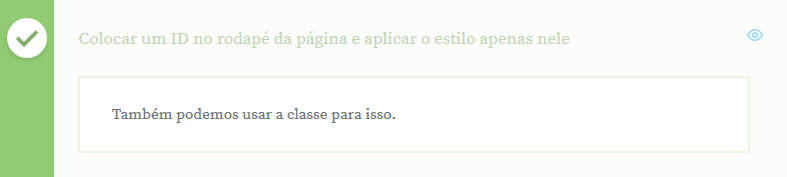 Colocar um ID no rodapé da página e aplicar o estilo apenas nele
Também podemos usar a classe para isso.